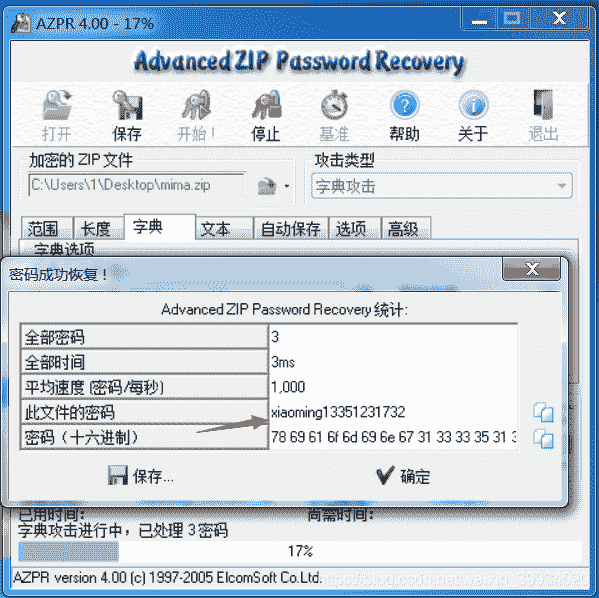 AZPR 4.00 - 17%
Advanced ZIP Password Recovery
打开 保存 开始! 停止 基准 帮助 关于 退出
加密的 ZIP 文件 攻击类型
C:\Users\1\Desktop\mima.zip 字典攻击
范围 长度 字典 文本 自动保存 选项 高级
字典选项
密码成功恢复!
Advanced ZIP Password Recovery 统计:
全部密码 3
全部时间 3ms
平均速度 (密码/每秒) 1,000
此文件的密码 xiaoming13351231732
密码（十六进制） 78 69 61 6f 6d 69 6e 67 31 33 33 35 31 3
保存... 确定
已用时间: 尚需时间:
字典攻击进行中，已处理 3 密码
17%
AZPR version 4.00 (c) 1997-2005 ElcomSoft Co.Ltd.